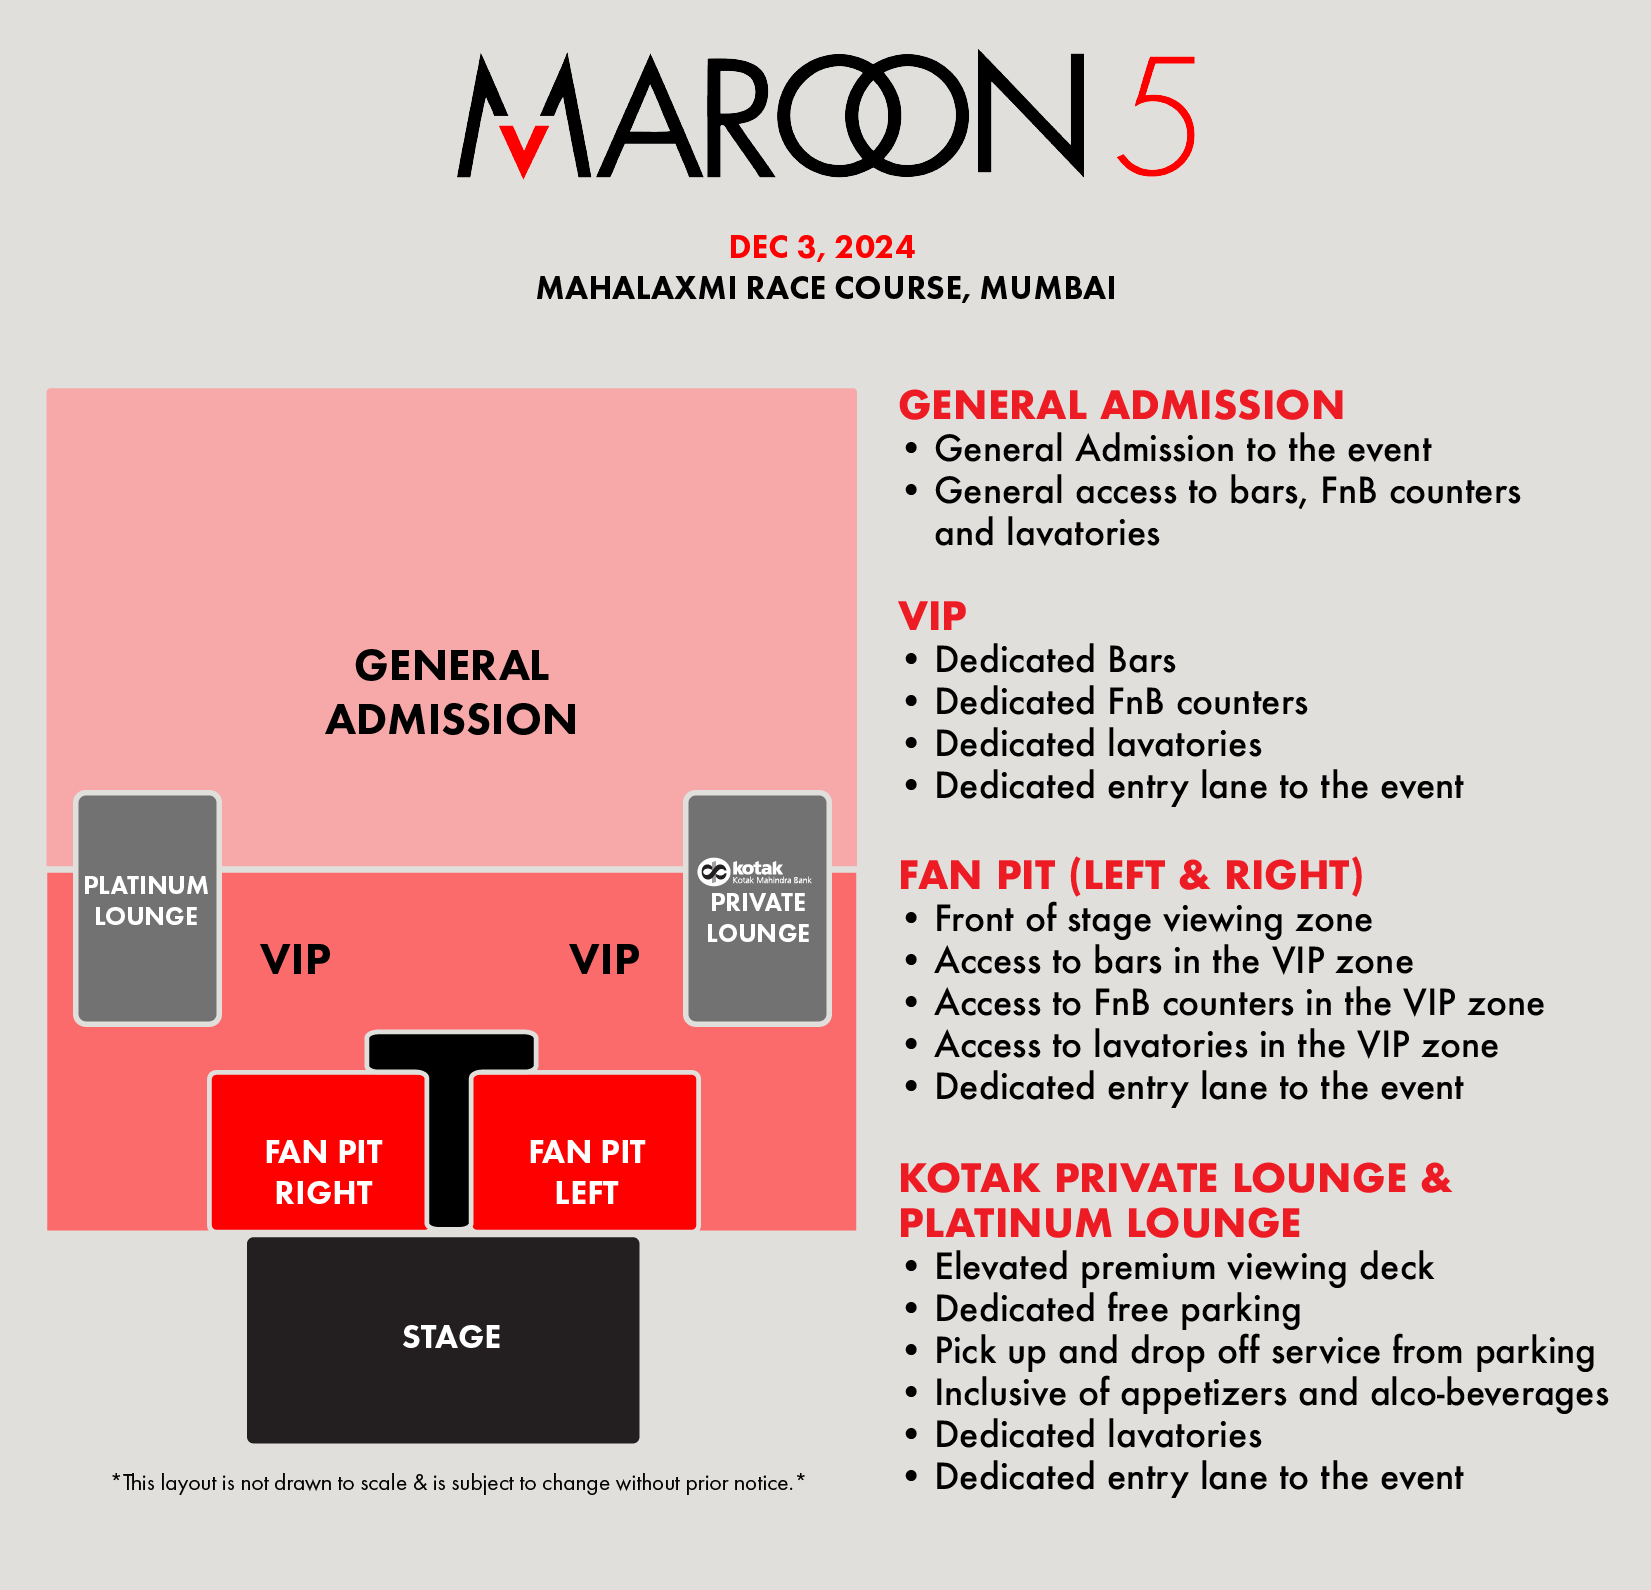 MAROON 5
DEC 3, 2024
MAHALAXMI RACE COURSE, MUMBAI
GENERAL
ADMISSION
PLATINUM
LOUNGE
kotak
Kotak Mahindra Bank
PRIVATE
LOUNGE
VIP
VIP
FAN PIT
RIGHT
FAN PIT
LEFT
STAGE
*This layout is not drawn to scale & is subject to change without prior notice.*
GENERAL ADMISSION
• General Admission to the event
• General access to bars, FnB counters
and lavatories
VIP
• Dedicated Bars
• Dedicated FnB counters
• Dedicated lavatories
• Dedicated entry lane to the event
FAN PIT (LEFT & RIGHT)
• Front of stage viewing zone
• Access to bars in the VIP zone
• Access to FnB counters in the VIP zone
• Access to lavatories in the VIP zone
• Dedicated entry lane to the event
KOTAK PRIVATE LOUNGE &
PLATINUM LOUNGE
• Elevated premium viewing deck
• Dedicated free parking
• Pick up and drop off service from parking
• Inclusive of appetizers and alco-beverages
• Dedicated lavatories
• Dedicated entry lane to the event